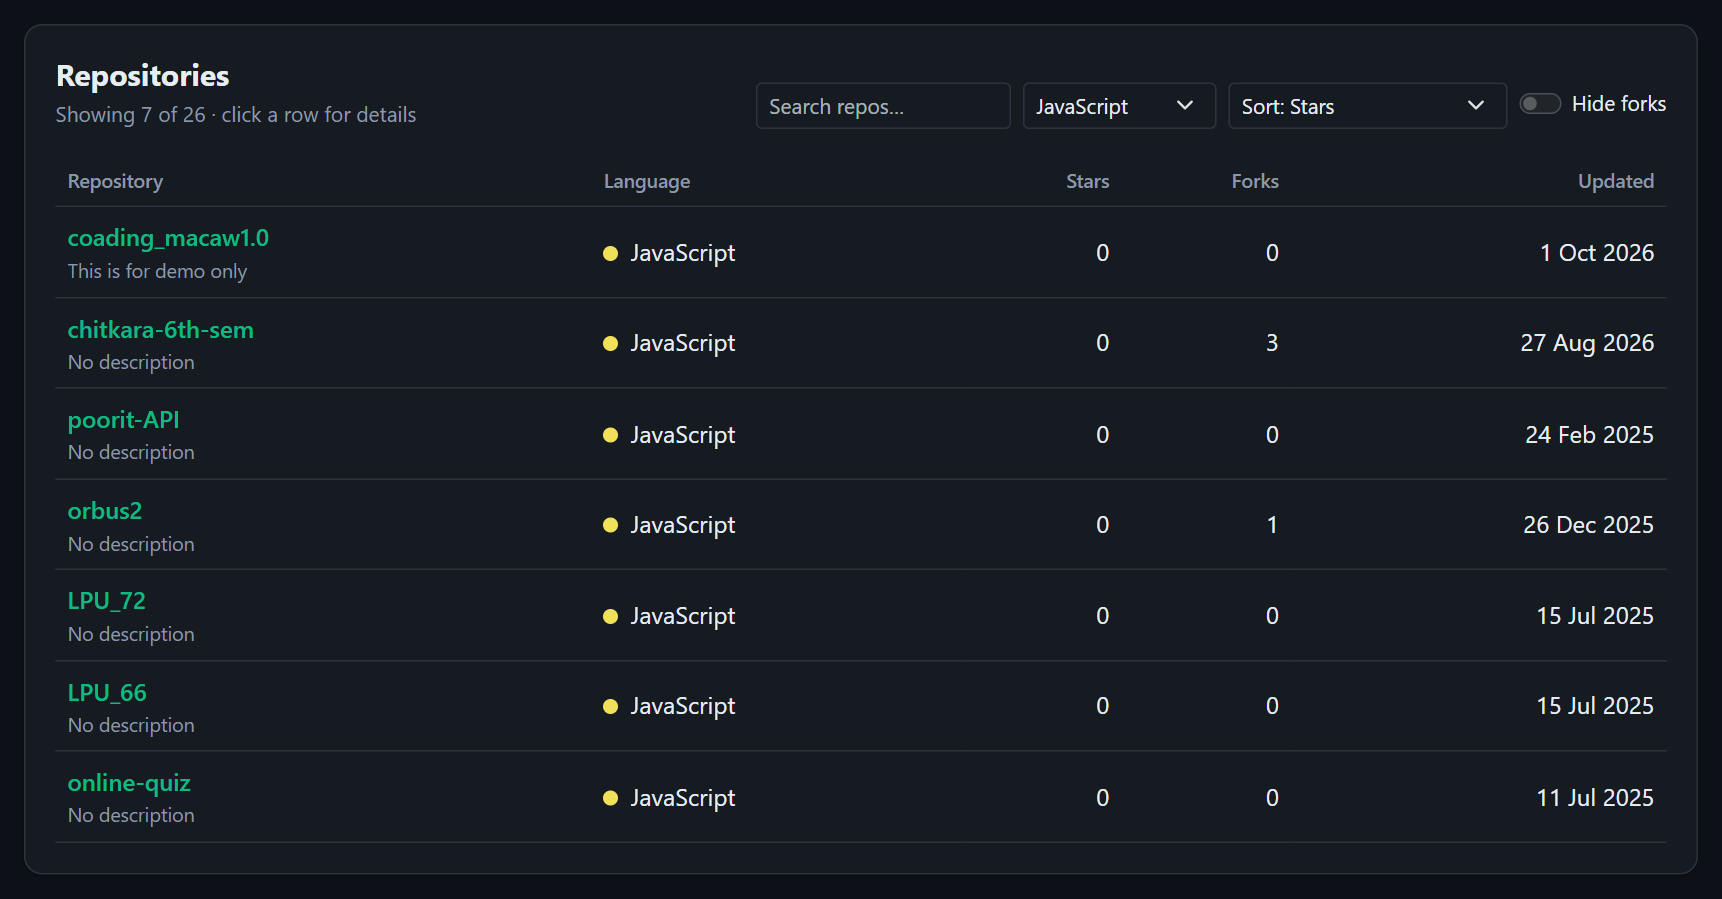 Repositories
Showing 7 of 26 · click a row for details
Search repos...
JavaScript
Sort: Stars
Hide forks
Repository Language Stars Forks Updated
coading_macaw1.0
This is for demo only
JavaScript 0 0 1 Oct 2026
chitkara-6th-sem
No description
JavaScript 0 3 27 Aug 2026
poorit-API
No description
JavaScript 0 0 24 Feb 2025
orbus2
No description
JavaScript 0 1 26 Dec 2025
LPU_72
No description
JavaScript 0 0 15 Jul 2025
LPU_66
No description
JavaScript 0 0 15 Jul 2025
online-quiz
No description
JavaScript 0 0 11 Jul 2025